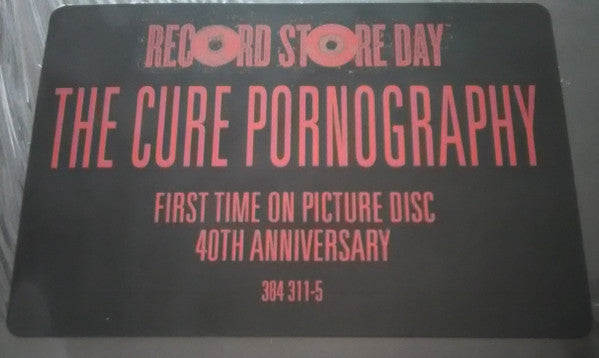 RECORD STORE DAY
THE CURE PORNOGRAPHY
FIRST TIME ON PICTURE DISC
40TH ANNIVERSARY
384 311-5